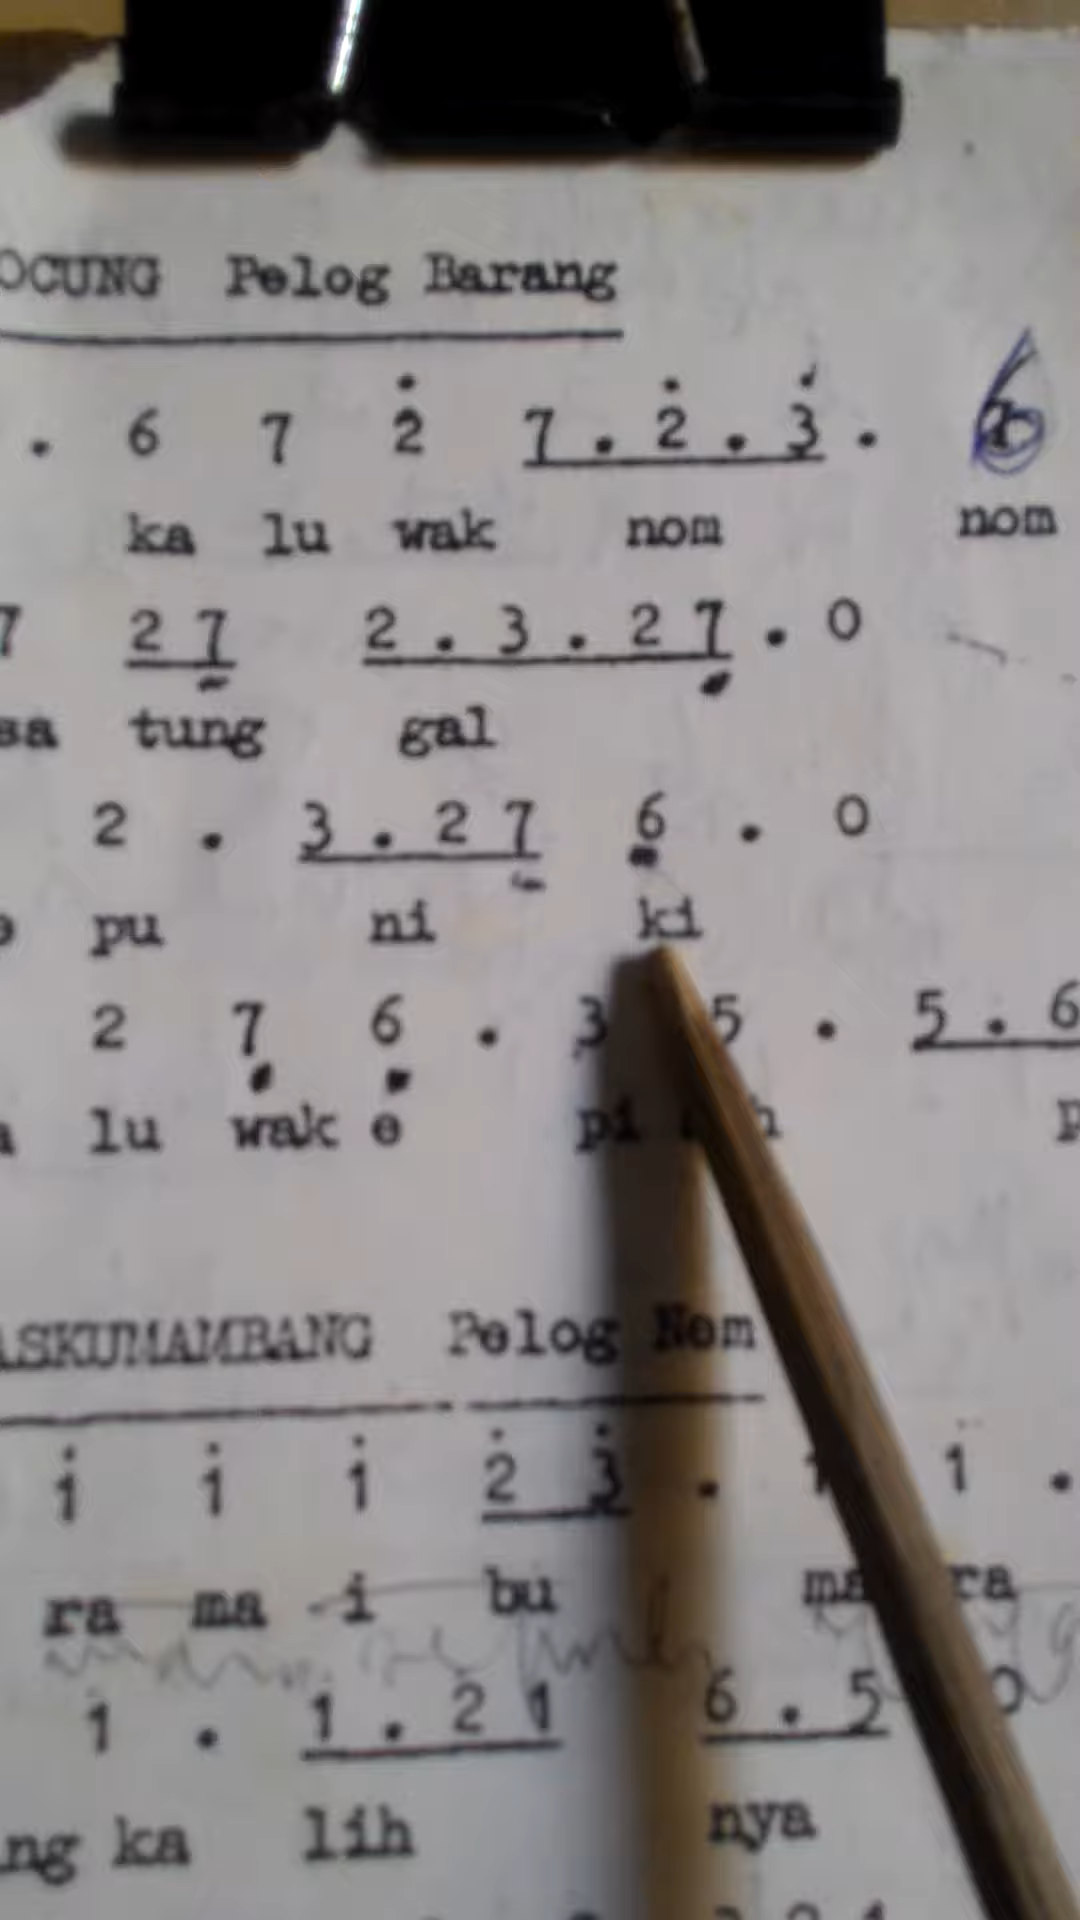 OCUNG Pelog Barang
. 6 7 2̇ 7 . 2̇ . 3̇ . 6
ka lu wak nom nom
7 2 7̣ 2 . 3 . 2 7̣ . 0
sa tung gal
2 . 3 . 2 7̣ 6̣ . 0
pu ni ki
2 7̣ 6̣ . 3 5 . 5 . 6
lu wak e pi h p
ASKUMAMBANG Pelog Nem
i̇ i̇ 1̇ 2̇ 3̇ . 1 .
ra ma i bu ma ra
1 . 1 . 2 1 6 . 5
ng ka lih nya